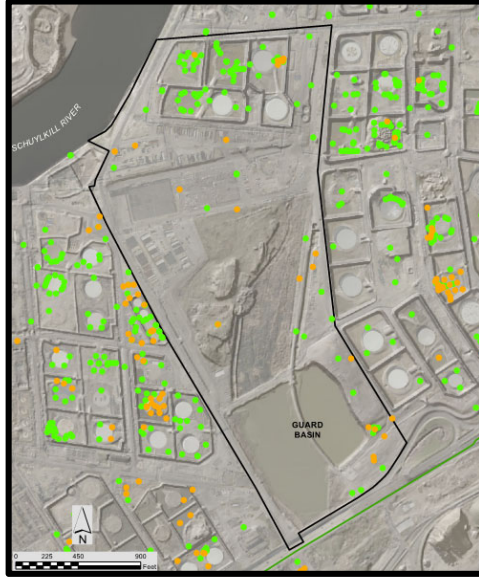 SCHUYLKILL RIVER
GUARD
BASIN
N
0 225 450 900
Feet